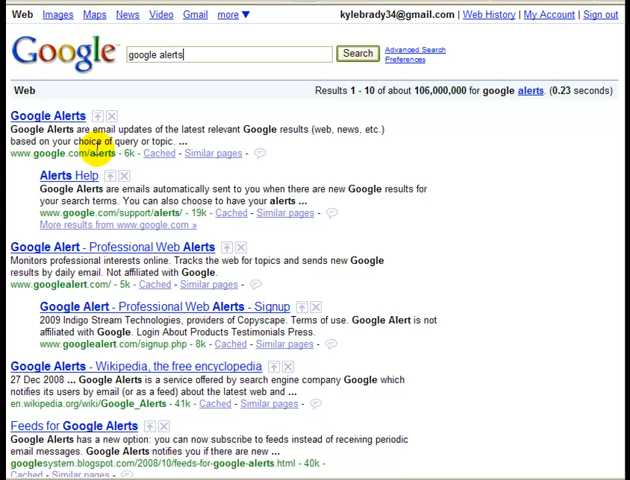 Web Images Maps News Video Gmail more ▼ kylebrady34@gmail.com | Web History | My Account | Sign out
Google™ google alerts Search Advanced Search
Preferences
Web Results 1 - 10 of about 106,000,000 for google alerts. (0.23 seconds)
Google Alerts
Google Alerts are email updates of the latest relevant Google results (web, news, etc.)
based on your choice of query or topic. ...
www.google.com/alerts - 6k - Cached - Similar pages -
Alerts Help
Google Alerts are emails automatically sent to you when there are new Google results for
your search terms. You can also choose to have your alerts ...
www.google.com/support/alerts/ - 19k - Cached - Similar pages -
More results from www.google.com »
Google Alert - Professional Web Alerts
Monitors professional interests online. Tracks the web for topics and sends new Google
results by daily email. Not affiliated with Google.
www.googlealert.com/ - 5k - Cached - Similar pages -
Google Alert - Professional Web Alerts - Signup
2009 Indigo Stream Technologies, providers of Copyscape. Terms of use. Google Alert is not
affiliated with Google. Login About Products Testimonials Press.
www.googlealert.com/signup.php - 8k - Cached - Similar pages -
Google Alerts - Wikipedia, the free encyclopedia
27 Dec 2008 ... Google Alerts is a service offered by search engine company Google which
notifies its users by email (or as a feed) about the latest web and ...
en.wikipedia.org/wiki/Google_Alerts - 41k - Cached - Similar pages -
Feeds for Google Alerts
Google Alerts has a new option: you can now subscribe to feeds instead of receiving periodic
email messages. Google Alerts notifies you if there are new ...
googlesystem.blogspot.com/2008/10/feeds-for-google-alerts.html - 40k -
Cached - Similar pages -